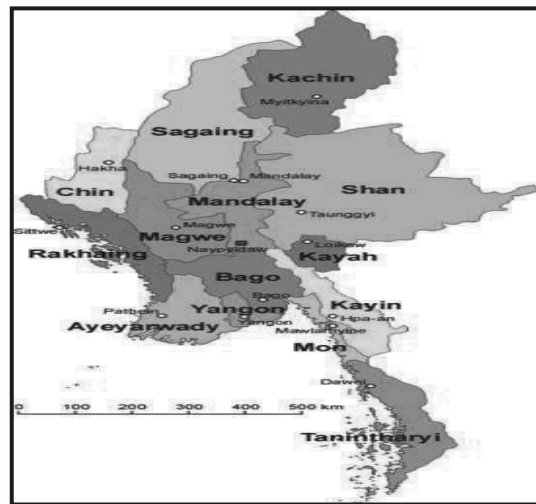 Kachin
Myitkyina
Sagaing
Hakha
Sagaing
Mandalay
Chin
Mandalay
Shan
Taunggyi
Sittwe
Magwe
Magwe
Naypyidaw
Loikaw
Rakhaing
Kayah
Bago
Bago
Kayin
Pathein
Yangon
Hpa-an
Ayeyarwady
Yangon
Mawlamyine
Mon
Dawei
0 100 200 300 400 500 km
Tanintharyi